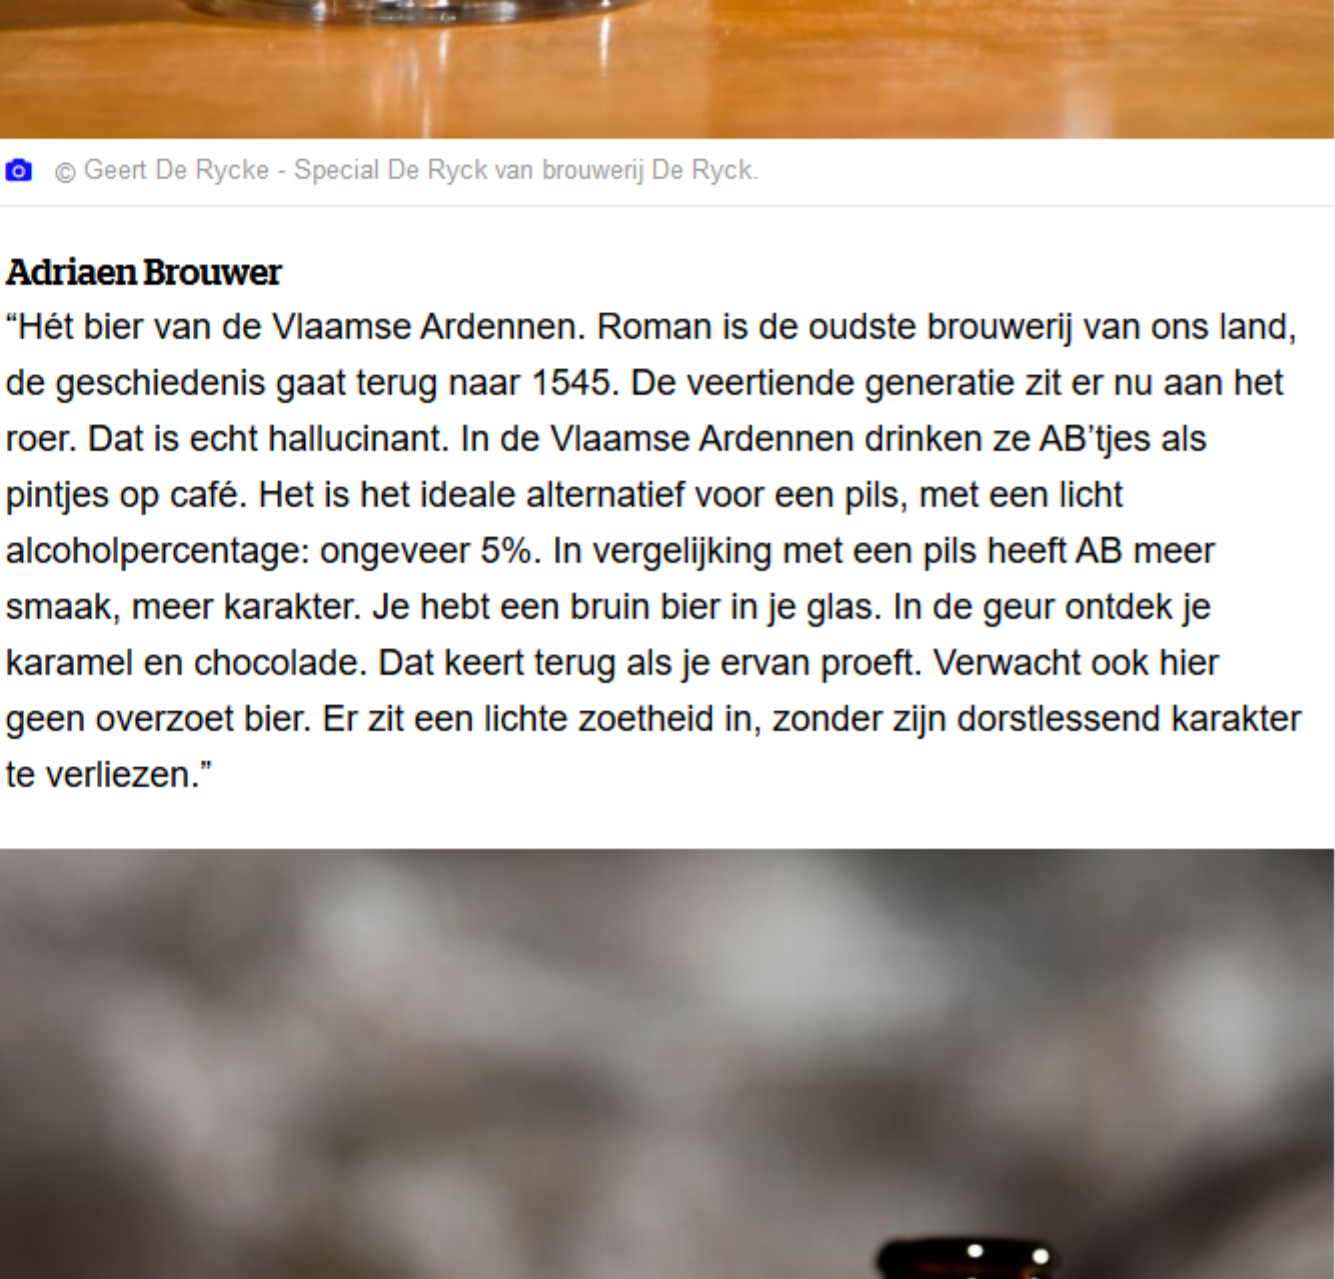 © Geert De Rycke - Special De Ryck van brouwerij De Ryck.
Adriaen Brouwer
“Hét bier van de Vlaamse Ardennen. Roman is de oudste brouwerij van ons land,
de geschiedenis gaat terug naar 1545. De veertiende generatie zit er nu aan het
roer. Dat is echt hallucinant. In de Vlaamse Ardennen drinken ze AB’tjes als
pintjes op café. Het is het ideale alternatief voor een pils, met een licht
alcoholpercentage: ongeveer 5%. In vergelijking met een pils heeft AB meer
smaak, meer karakter. Je hebt een bruin bier in je glas. In de geur ontdek je
karamel en chocolade. Dat keert terug als je ervan proeft. Verwacht ook hier
geen overzoet bier. Er zit een lichte zoetheid in, zonder zijn dorstlessend karakter
te verliezen.”